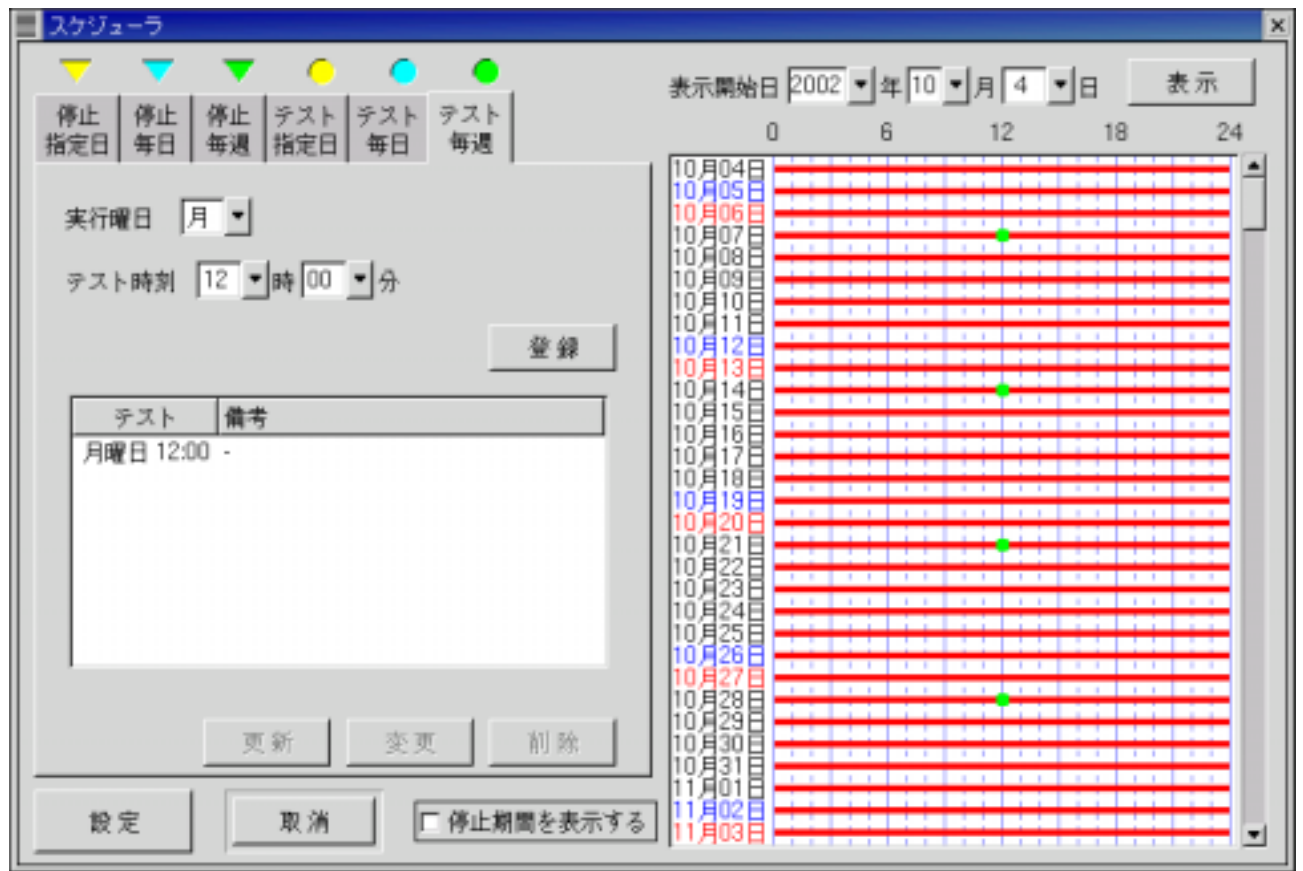 スケジューラ
停止
指定日
停止
毎日
停止
毎週
テスト
指定日
テスト
毎日
テスト
毎週
実行曜日 月
テスト時刻 12 時 00 分
登録
テスト 備考
月曜日 12:00 -
更新 変更 削除
設定 取消 停止期間を表示する
表示開始日 2002 年 10 月 4 日 表示
0 6 12 18 24
10月04日
10月05日
10月06日
10月07日
10月08日
10月09日
10月10日
10月11日
10月12日
10月13日
10月14日
10月15日
10月16日
10月17日
10月18日
10月19日
10月20日
10月21日
10月22日
10月23日
10月24日
10月25日
10月26日
10月27日
10月28日
10月29日
10月30日
10月31日
11月01日
11月02日
11月03日